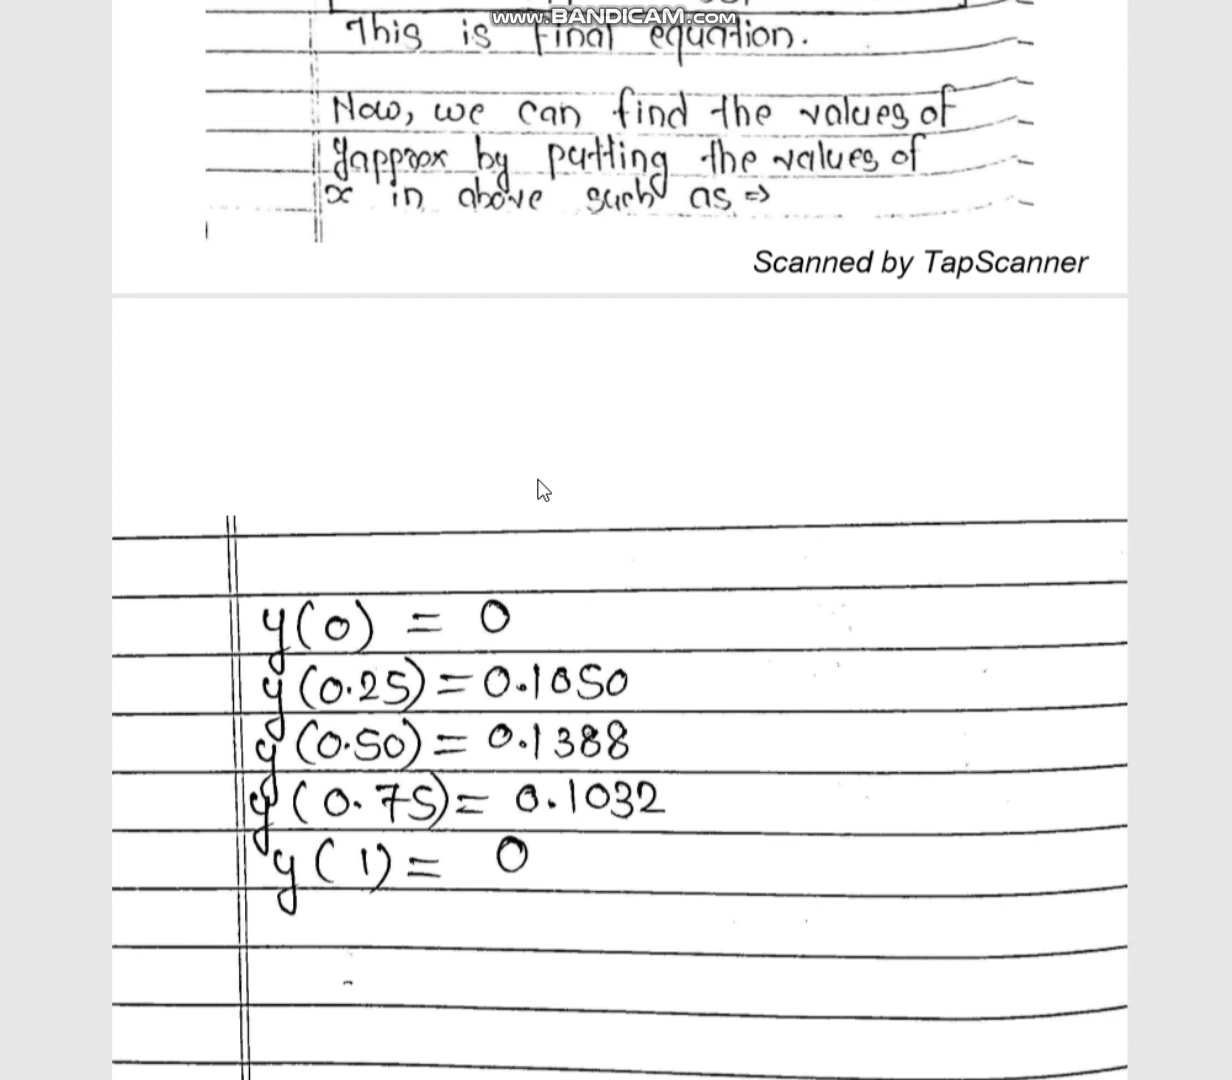 www.BANDICAM.com
This is final equation.
Now, we can find the values of
yapprox by putting the values of
x in above such as ⇒
Scanned by TapScanner
y(0) = 0
y(0.25) = 0.1050
y(0.50) = 0.1388
y(0.75) = 0.1032
y(1) = 0